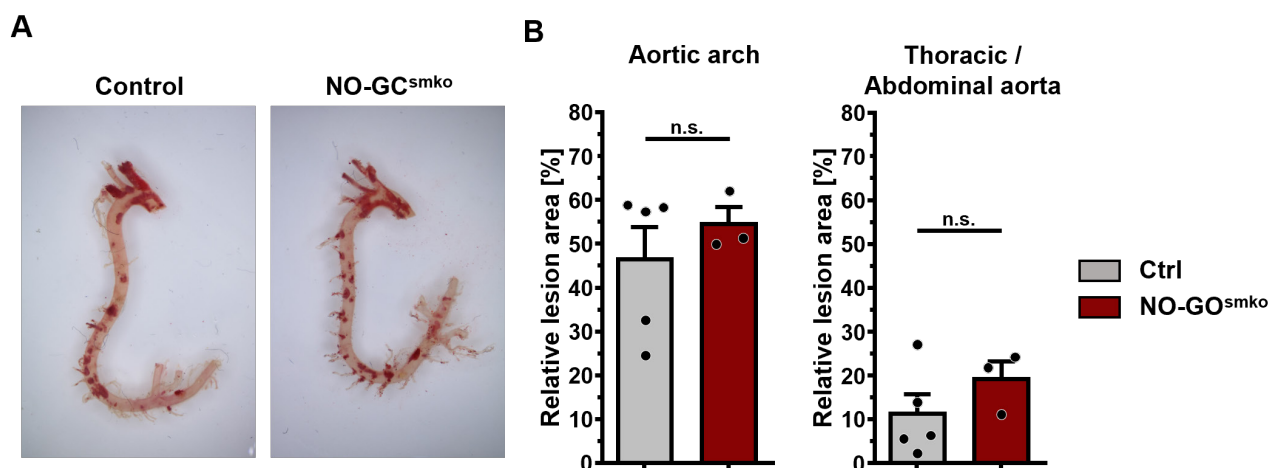 A
Control
NO-GCsmko
B
Aortic arch
Relative lesion area [%]
80
70
60
50
40
30
20
10
0
n.s.
Thoracic /
Abdominal aorta
Relative lesion area [%]
80
70
60
50
40
30
20
10
0
n.s.
Ctrl
NO-GOsmko